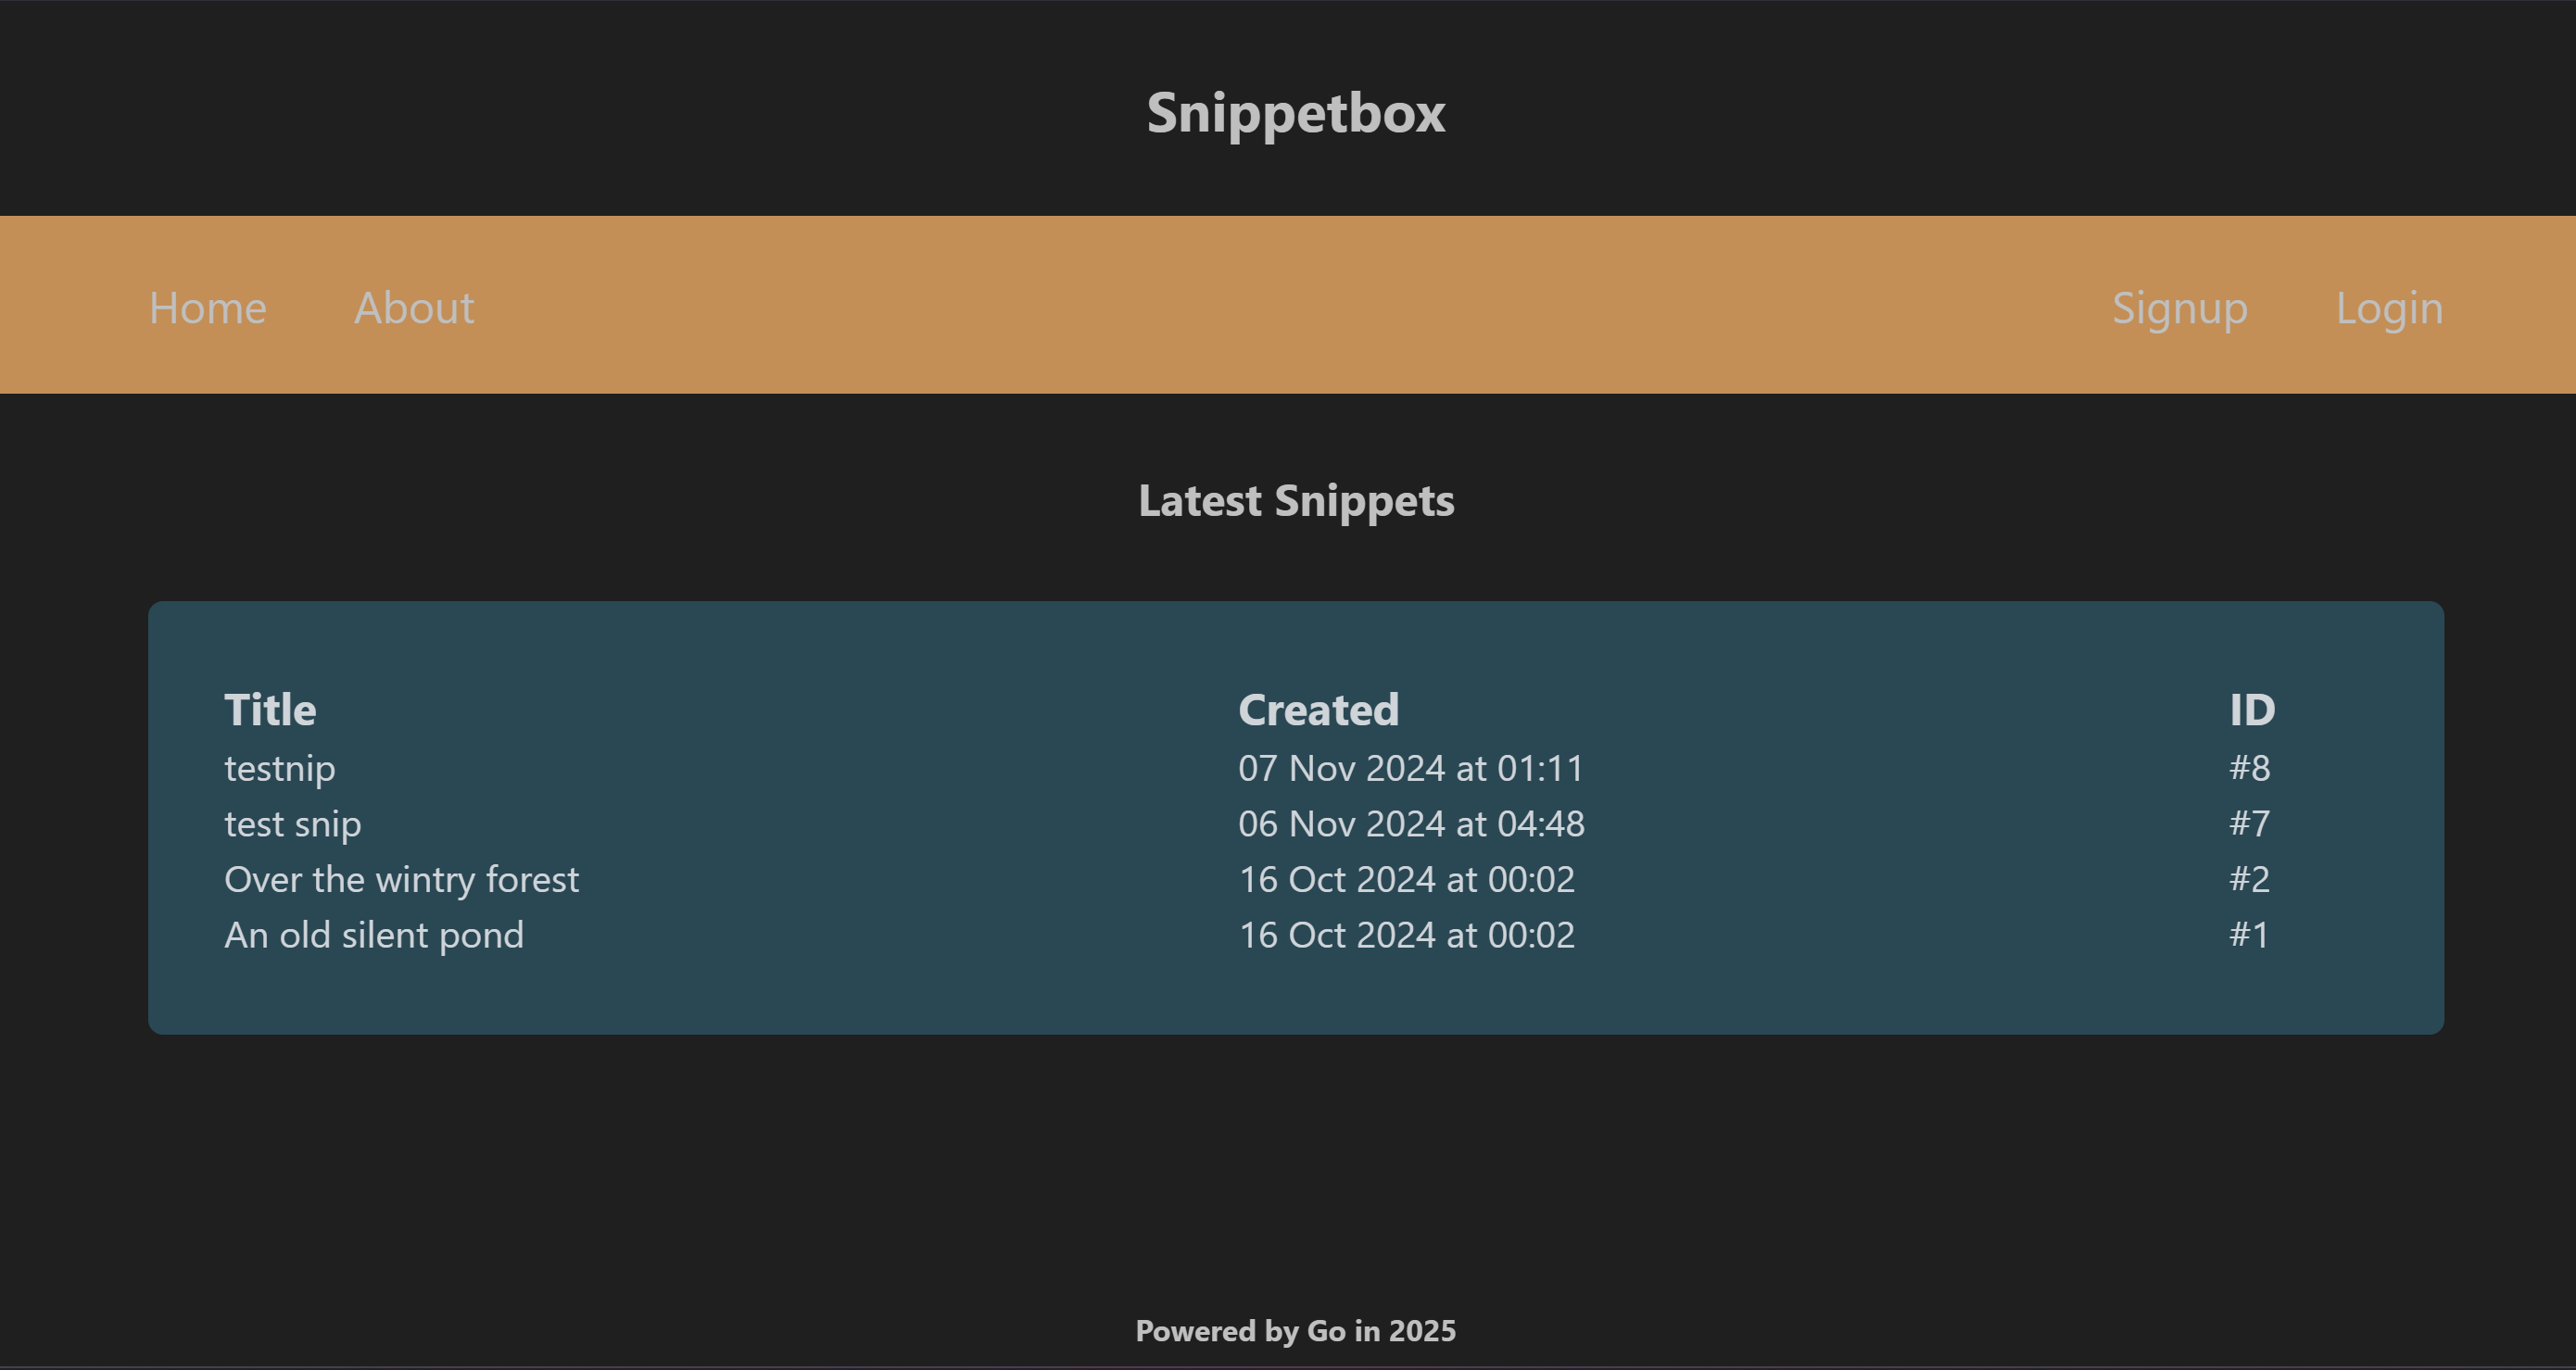 Snippetbox
Home About Signup Login
Latest Snippets
Title Created ID
testnip 07 Nov 2024 at 01:11 #8
test snip 06 Nov 2024 at 04:48 #7
Over the wintry forest 16 Oct 2024 at 00:02 #2
An old silent pond 16 Oct 2024 at 00:02 #1
Powered by Go in 2025